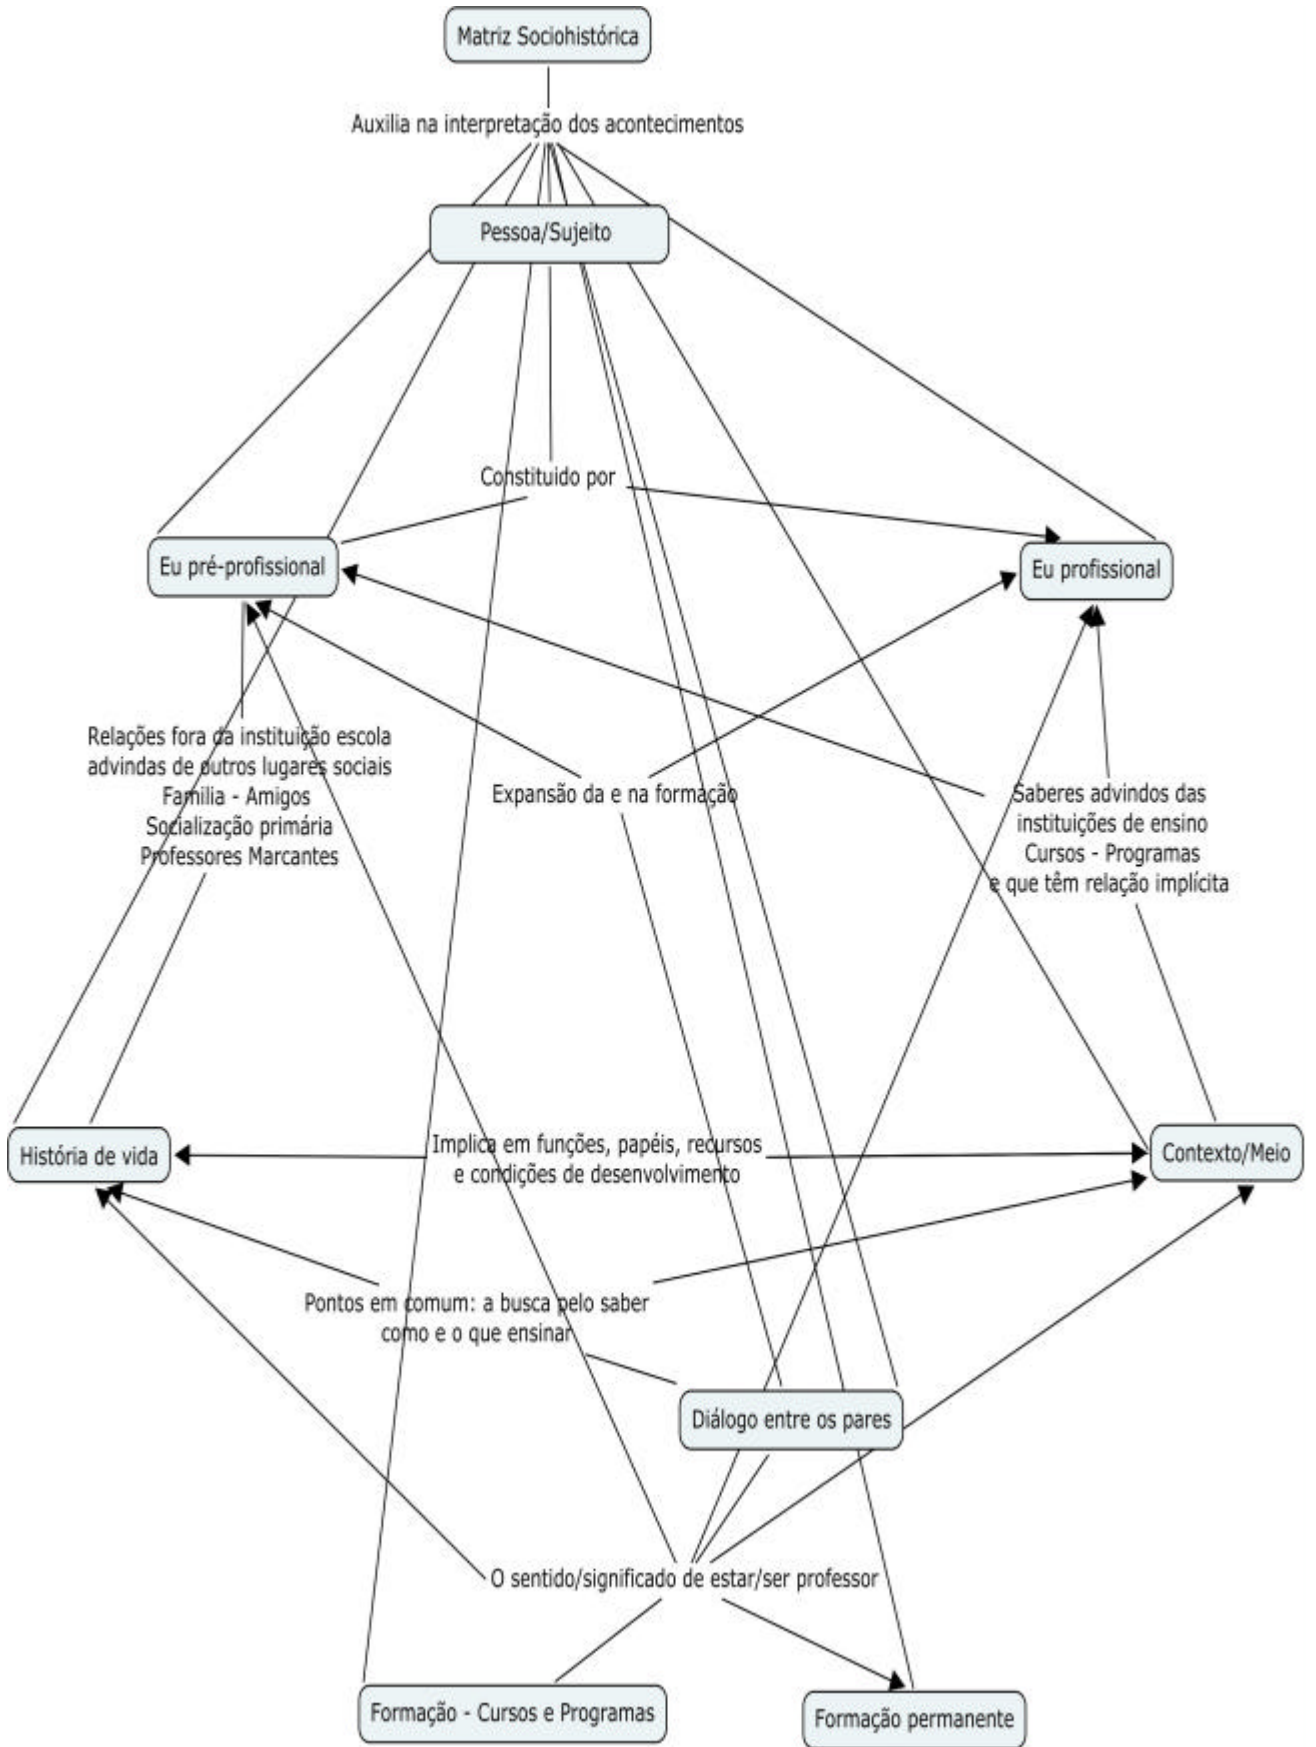 Matriz Sociohistórica
Auxilia na interpretação dos acontecimentos
Pessoa/Sujeito
Constituido por
Eu pré-profissional
Eu profissional
Relações fora da instituição escola
advindas de outros lugares sociais
Familia - Amigos
Socialização primária
Professores Marcantes
Expansão da e na formação
Saberes advindos das
instituições de ensino
Cursos - Programas
e que têm relação implícita
História de vida
Implica em funções, papéis, recursos
e condições de desenvolvimento
Contexto/Meio
Pontos em comum: a busca pelo saber
como e o que ensinar
Diálogo entre os pares
O sentido/significado de estar/ser professor
Formação - Cursos e Programas
Formação permanente